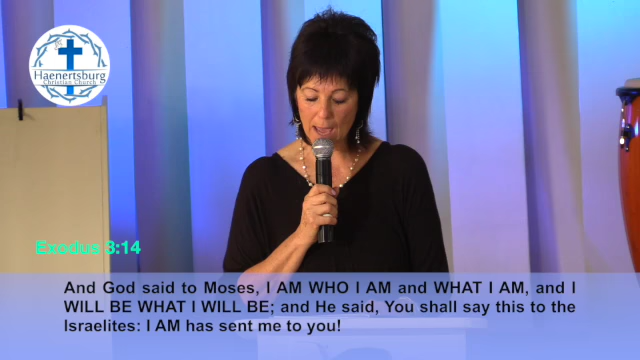 Haenertsburg
Christian Church
Exodus 3:14
And God said to Moses, I AM WHO I AM and WHAT I AM, and I
WILL BE WHAT I WILL BE; and He said, You shall say this to the
Israelites: I AM has sent me to you!